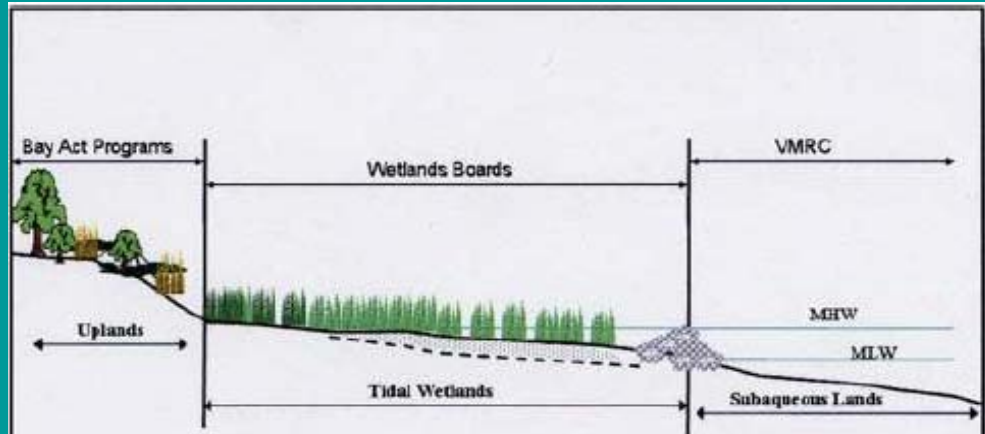 Bay Act Programs
Wetlands Boards
VMRC
MHW
MLW
Uplands
Tidal Wetlands
Subaqueous Lands